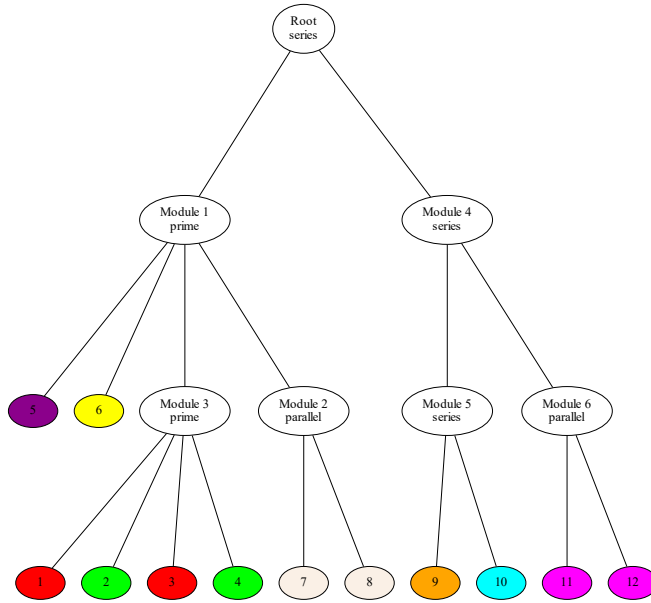 Root
series
Module 1
prime
Module 4
series
5
6
Module 3
prime
Module 2
parallel
Module 5
series
Module 6
parallel
1
2
3
4
7
8
9
10
11
12